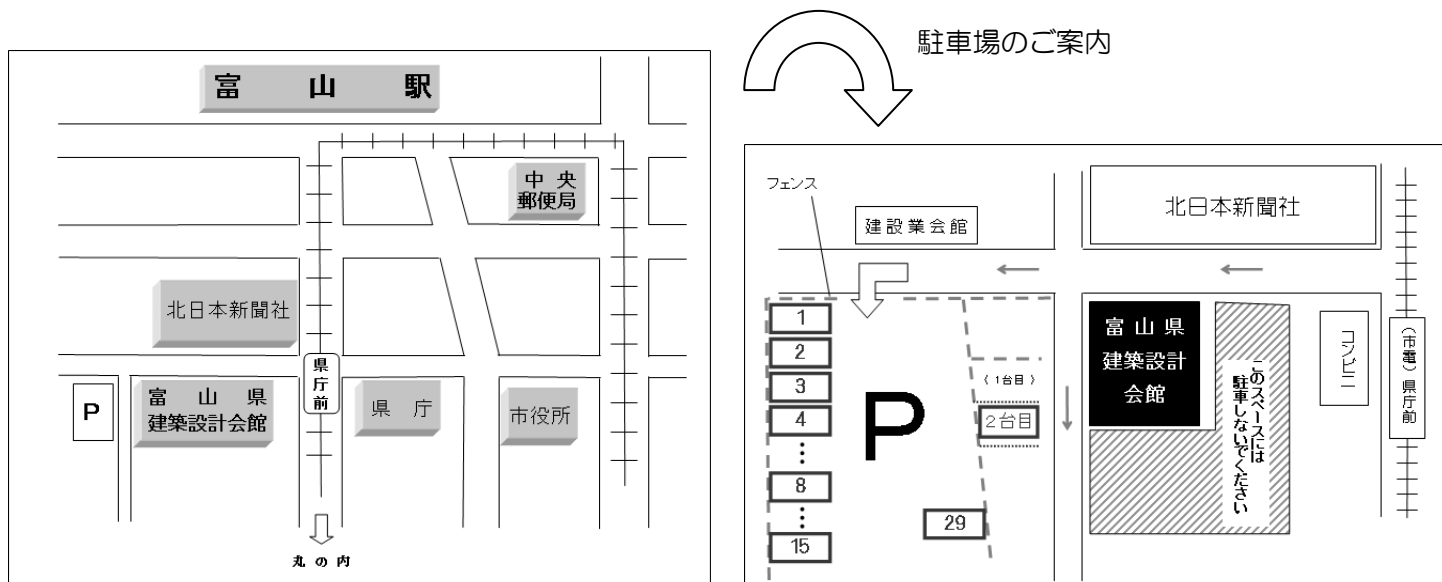 駐車場のご案内
富山駅
中央
郵便局
北日本新聞社
県庁前
P
富山県
建築設計会館
県庁
市役所
丸の内
フェンス
建設業会館
北日本新聞社
1
2
3
4
8
15
P
29
（1台目）
2台目
富山県
建築設計
会館
このスペースには
駐車しないでください
コンビニ
（市電）県庁前